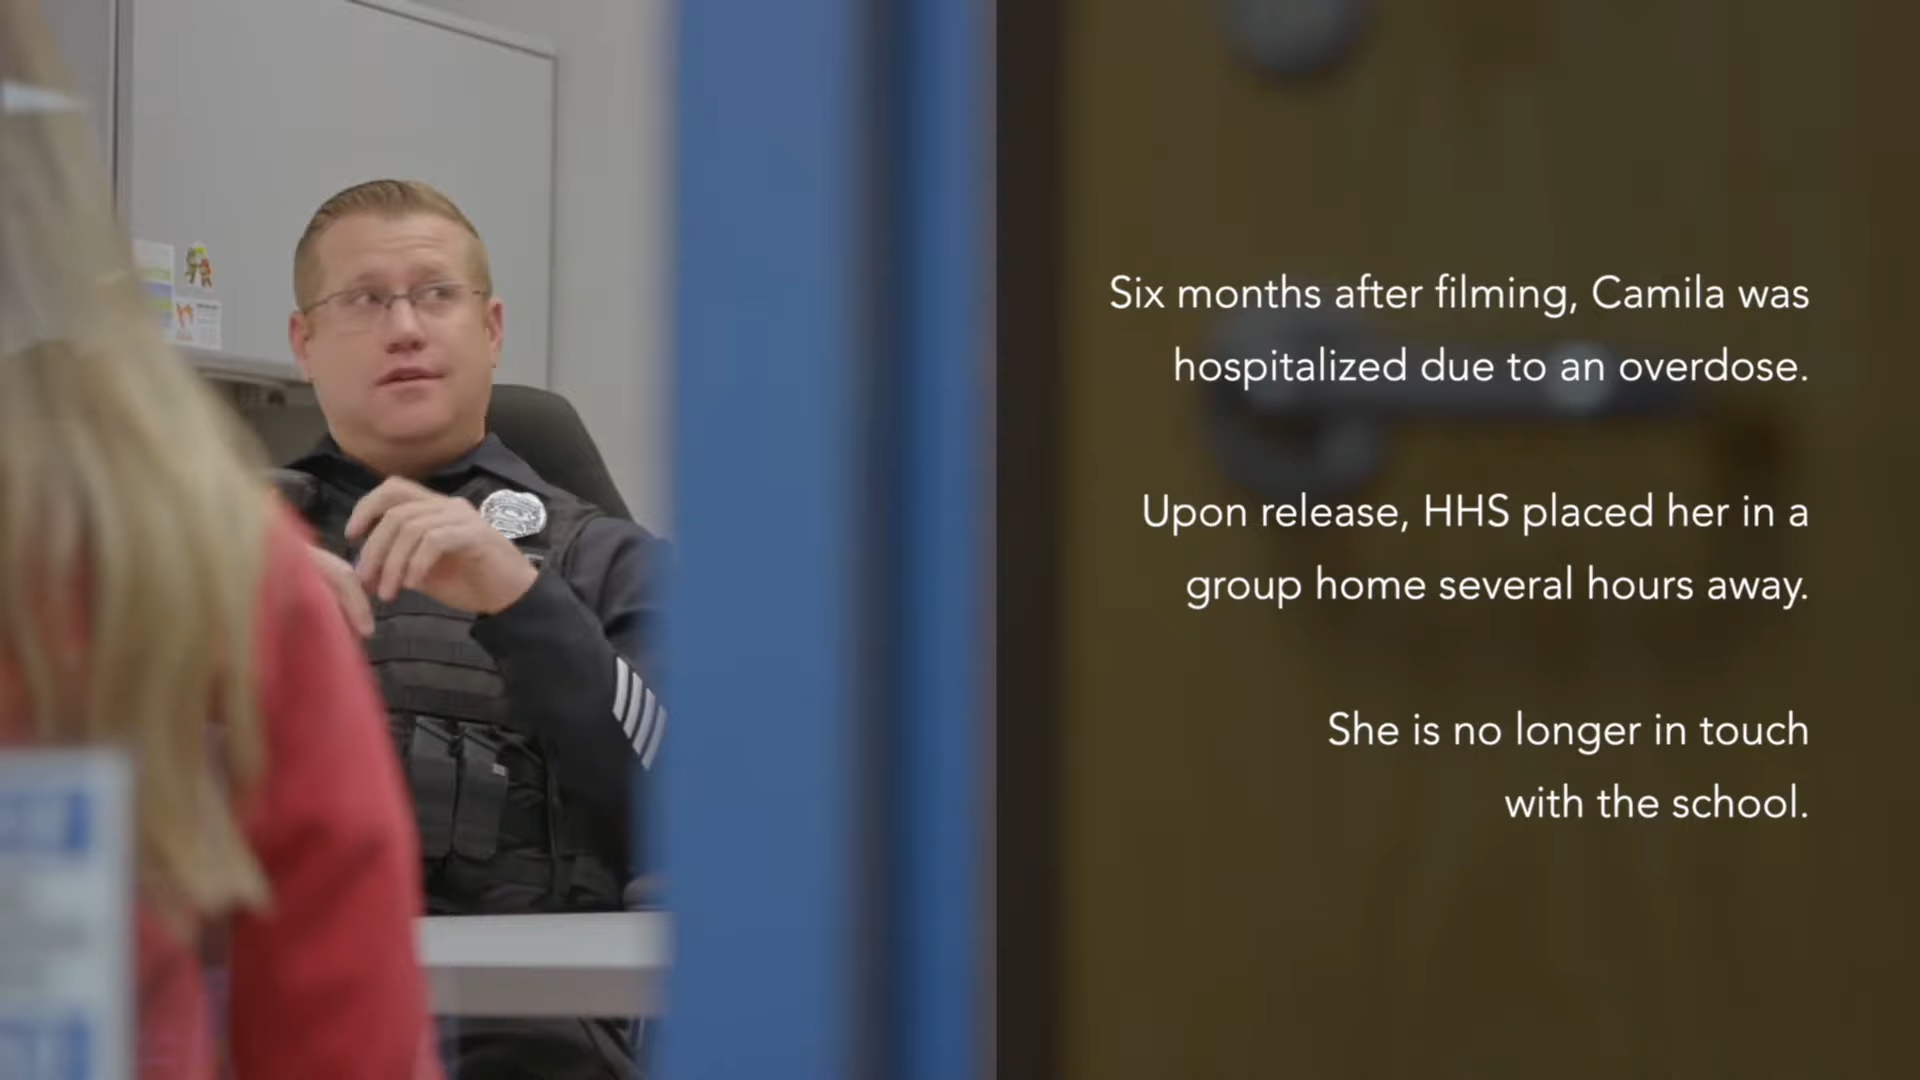 Six months after filming, Camila was
hospitalized due to an overdose.
Upon release, HHS placed her in a
group home several hours away.
She is no longer in touch
with the school.